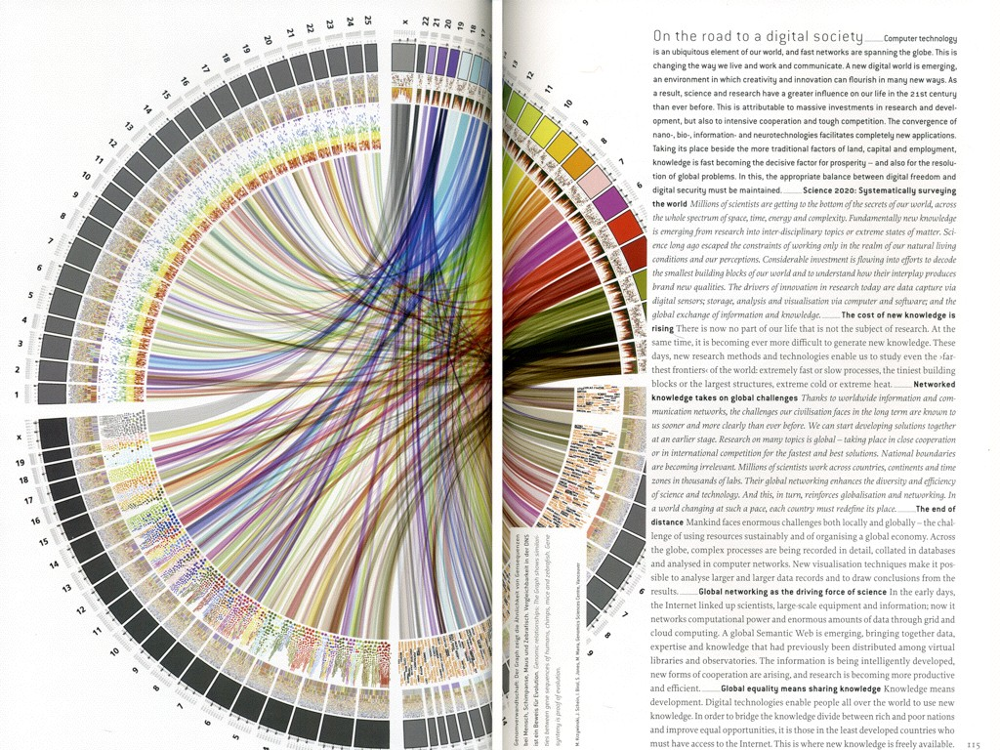 25
24
23
22
21
20
19
18
17
16
15
14
13
12
11
10
9
8
7
6
5
4
3
2
1
x
22
21
20
19
18
17
13
12
11
10
9
8
7
6
x
19
18
17
16
15
14
13
12
11
10
9
8
7
6
5
4
6
7
8
9
Genomverwandtschaft: Der Graph zeigt die Ähnlichkeit von Gensequenzen
bei Mensch, Schimpanse, Maus und Zebrafisch. Vergleichbarkeit in der DNS
ist ein Beweis für Evolution. Genomic relationships: The Graph shows similari-
ties between gene sequences of humans, chimps, mice and zebrafish. Gene
synteny is proof of evolution.
M. Krzywinski, J. Schein, I. Birol, S. Jones, M. Marra, Genomics Sciences Centre, Vancouver
On the road to a digital society Computer technology
is an ubiquitous element of our world, and fast networks are spanning the globe. This is
changing the way we live and work and communicate. A new digital world is emerging,
an environment in which creativity and innovation can flourish in many new ways. As
a result, science and research have a greater influence on our life in the 21st century
than ever before. This is attributable to massive investments in research and devel-
opment, but also to intensive cooperation and tough competition. The convergence of
nano-, bio-, information- and neurotechnologies facilitates completely new applications.
Taking its place beside the more traditional factors of land, capital and employment,
knowledge is fast becoming the decisive factor for prosperity – and also for the resolu-
tion of global problems. In this, the appropriate balance between digital freedom and
digital security must be maintained. Science 2020: Systematically surveying
the world Millions of scientists are getting to the bottom of the secrets of our world, across
the whole spectrum of space, time, energy and complexity. Fundamentally new knowledge
is emerging from research into inter-disciplinary topics or extreme states of matter. Sci-
ence long ago escaped the constraints of working only in the realm of our natural living
conditions and our perceptions. Considerable investment is flowing into efforts to decode
the smallest building blocks of our world and to understand how their interplay produces
brand new qualities. The drivers of innovation in research today are data capture via
digital sensors; storage, analysis and visualisation via computer and software; and the
global exchange of information and knowledge. The cost of new knowledge is
rising There is now no part of our life that is not the subject of research. At the
same time, it is becoming ever more difficult to generate new knowledge. These
days, new research methods and technologies enable us to study even the ›far-
thest frontiers‹ of the world: extremely fast or slow processes, the tiniest building
blocks or the largest structures, extreme cold or extreme heat. Networked
knowledge takes on global challenges Thanks to worldwide information and com-
munication networks, the challenges our civilisation faces in the long term are known to
us sooner and more clearly than ever before. We can start developing solutions together
at an earlier stage. Research on many topics is global – taking place in close cooperation
or in international competition for the fastest and best solutions. National boundaries
are becoming irrelevant. Millions of scientists work across countries, continents and time
zones in thousands of labs. Their global networking enhances the diversity and efficiency
of science and technology. And this, in turn, reinforces globalisation and networking. In
a world changing at such a pace, each country must redefine its place. The end of
distance Mankind faces enormous challenges both locally and globally – the chal-
lenge of using resources sustainably and of organising a global economy. Across
the globe, complex processes are being recorded in detail, collated in databases
and analysed in computer networks. New visualisation techniques make it pos-
sible to analyse larger and larger data records and to draw conclusions from the
results. Global networking as the driving force of science In the early days,
the Internet linked up scientists, large-scale equipment and information; now it
networks computational power and enormous amounts of data through grid and
cloud computing. A global Semantic Web is emerging, bringing together data,
expertise and knowledge that had previously been distributed among virtual
libraries and observatories. The information is being intelligently developed,
new forms of cooperation are arising, and research is becoming more productive
and efficient. Global equality means sharing knowledge Knowledge means
development. Digital technologies enable people all over the world to use new
knowledge. In order to bridge the knowledge divide between rich and poor nations
and improve equal opportunities, it is those in the least developed countries who
must have access to the Internet. This is where new knowledge is freely available.
115